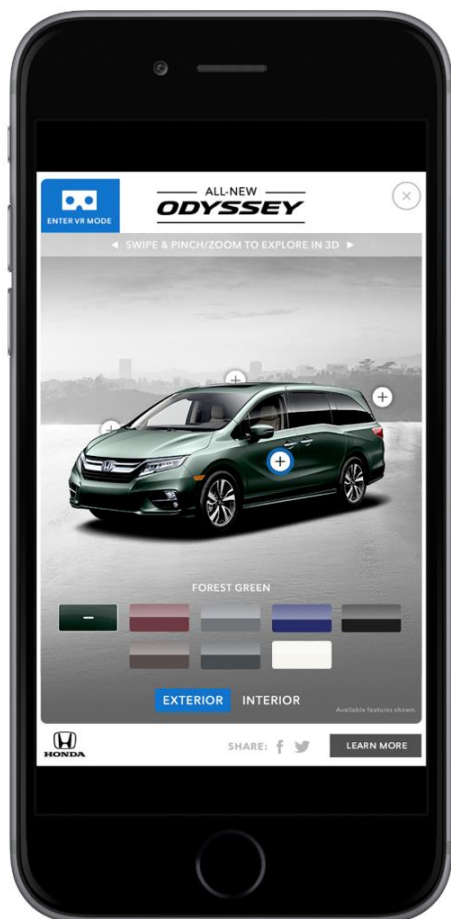 ENTER VR MODE
ALL-NEW
ODYSSEY
◄ SWIPE & PINCH/ZOOM TO EXPLORE IN 3D ►
FOREST GREEN
EXTERIOR INTERIOR
Available features shown
HONDA
SHARE:
LEARN MORE